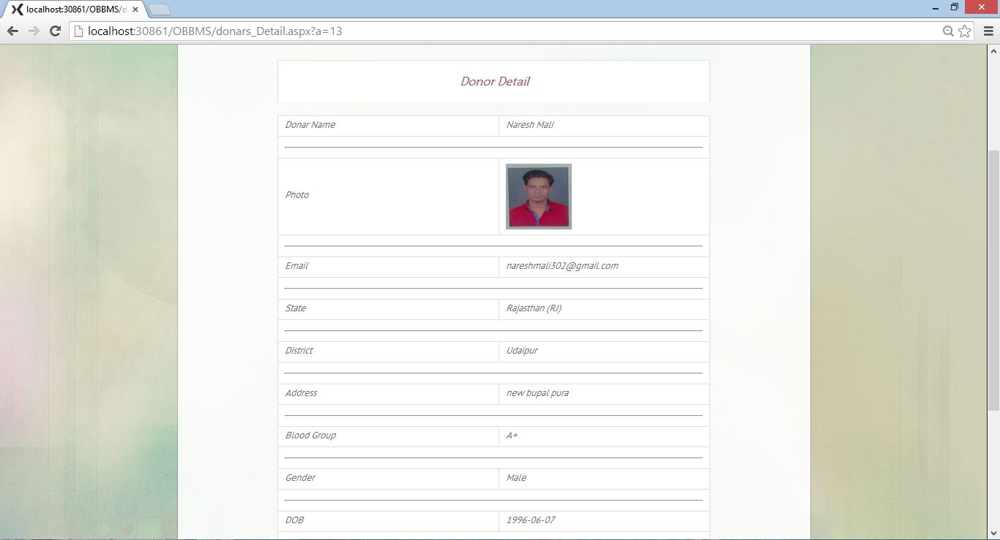 localhost:30861/OBBMS/d
localhost:30861/OBBMS/donars_Detail.aspx?a=13
Donor Detail
Donar Name Naresh Mali
Photo
Email nareshmali302@gmail.com
State Rajasthan (RJ)
District Udaipur
Address new bupal pura
Blood Group A+
Gender Male
DOB 1996-06-07